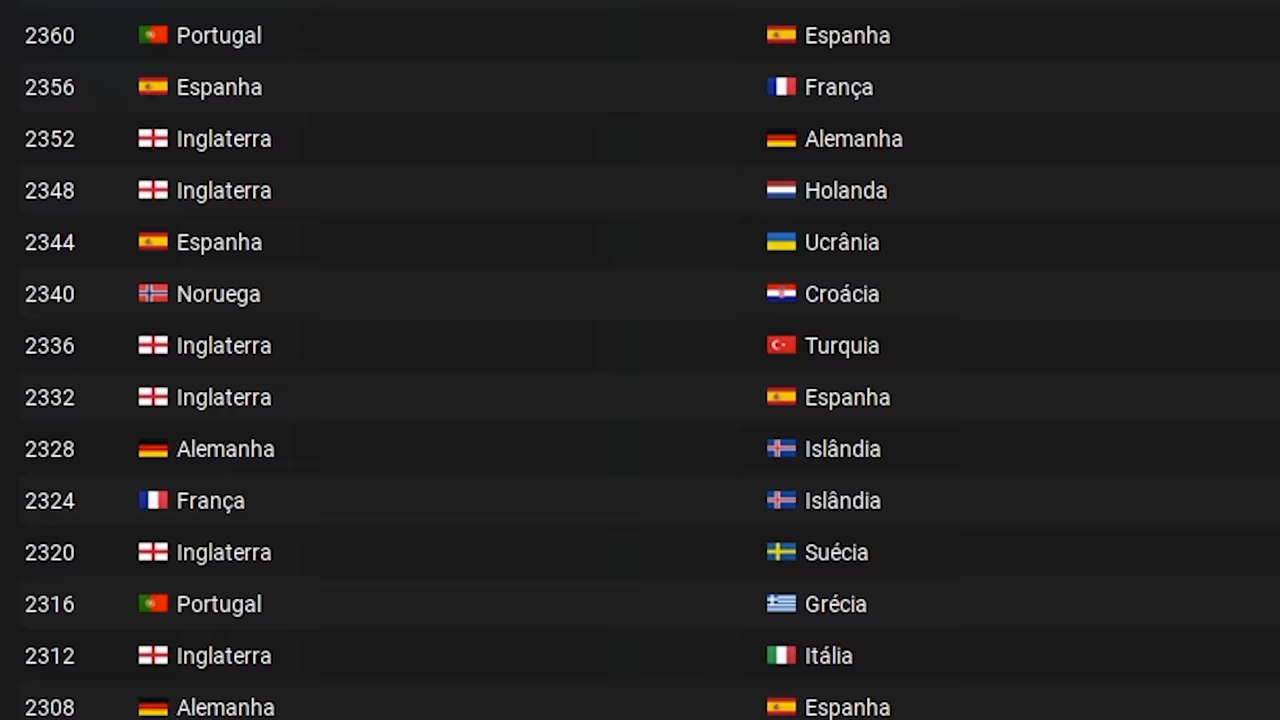 2360 Portugal Espanha
2356 Espanha França
2352 Inglaterra Alemanha
2348 Inglaterra Holanda
2344 Espanha Ucrânia
2340 Noruega Croácia
2336 Inglaterra Turquia
2332 Inglaterra Espanha
2328 Alemanha Islândia
2324 França Islândia
2320 Inglaterra Suécia
2316 Portugal Grécia
2312 Inglaterra Itália
2308 Alemanha Espanha